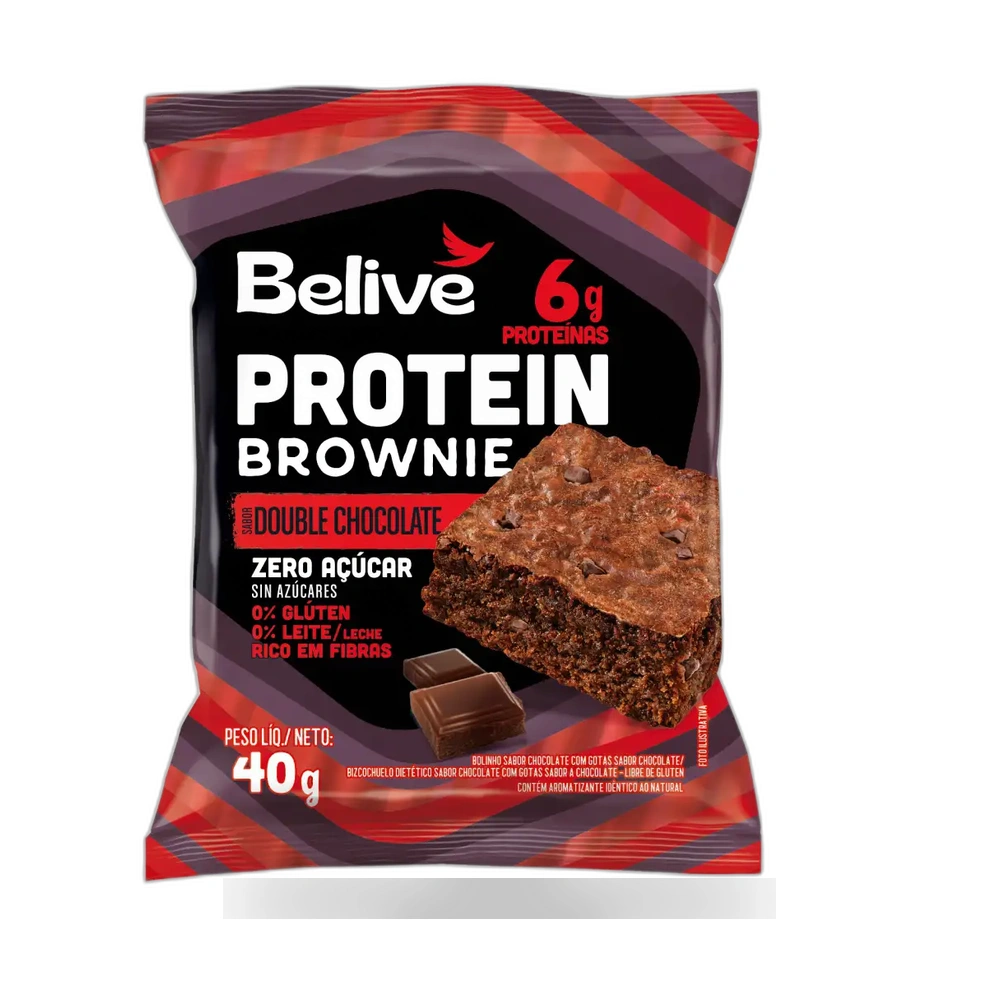 Belive
6g
PROTEÍNAS
PROTEIN
BROWNIE
SABOR
DOUBLE CHOCOLATE
ZERO AÇÚCAR
SIN AZÚCARES
0% GLÚTEN
0% LEITE/LECHE
RICO EM FIBRAS
PESO LÍQ./ NETO:
40g
BOLINHO SABOR CHOCOLATE COM GOTAS SABOR CHOCOLATE/
BIZCOCHUELO DIETÉTICO SABOR CHOCOLATE COM GOTAS SABOR A CHOCOLATE – LIBRE DE GLUTEN
CONTÉM AROMATIZANTE IDÊNTICO AO NATURAL
FOTO ILUSTRATIVA